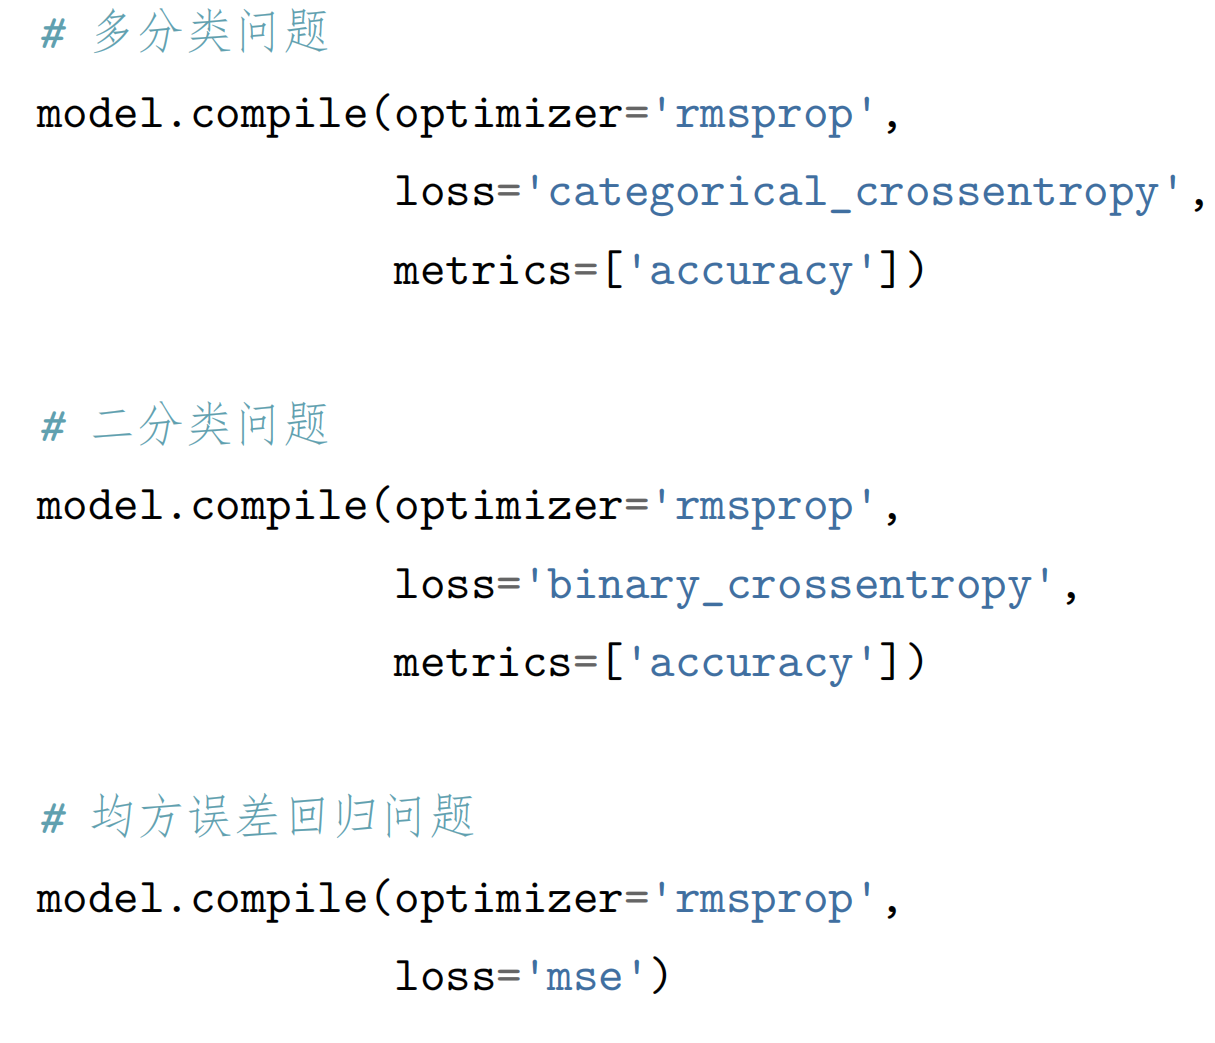 # 多分类问题
model.compile(optimizer='rmsprop',
loss='categorical_crossentropy',
metrics=['accuracy'])
# 二分类问题
model.compile(optimizer='rmsprop',
loss='binary_crossentropy',
metrics=['accuracy'])
# 均方误差回归问题
model.compile(optimizer='rmsprop',
loss='mse')